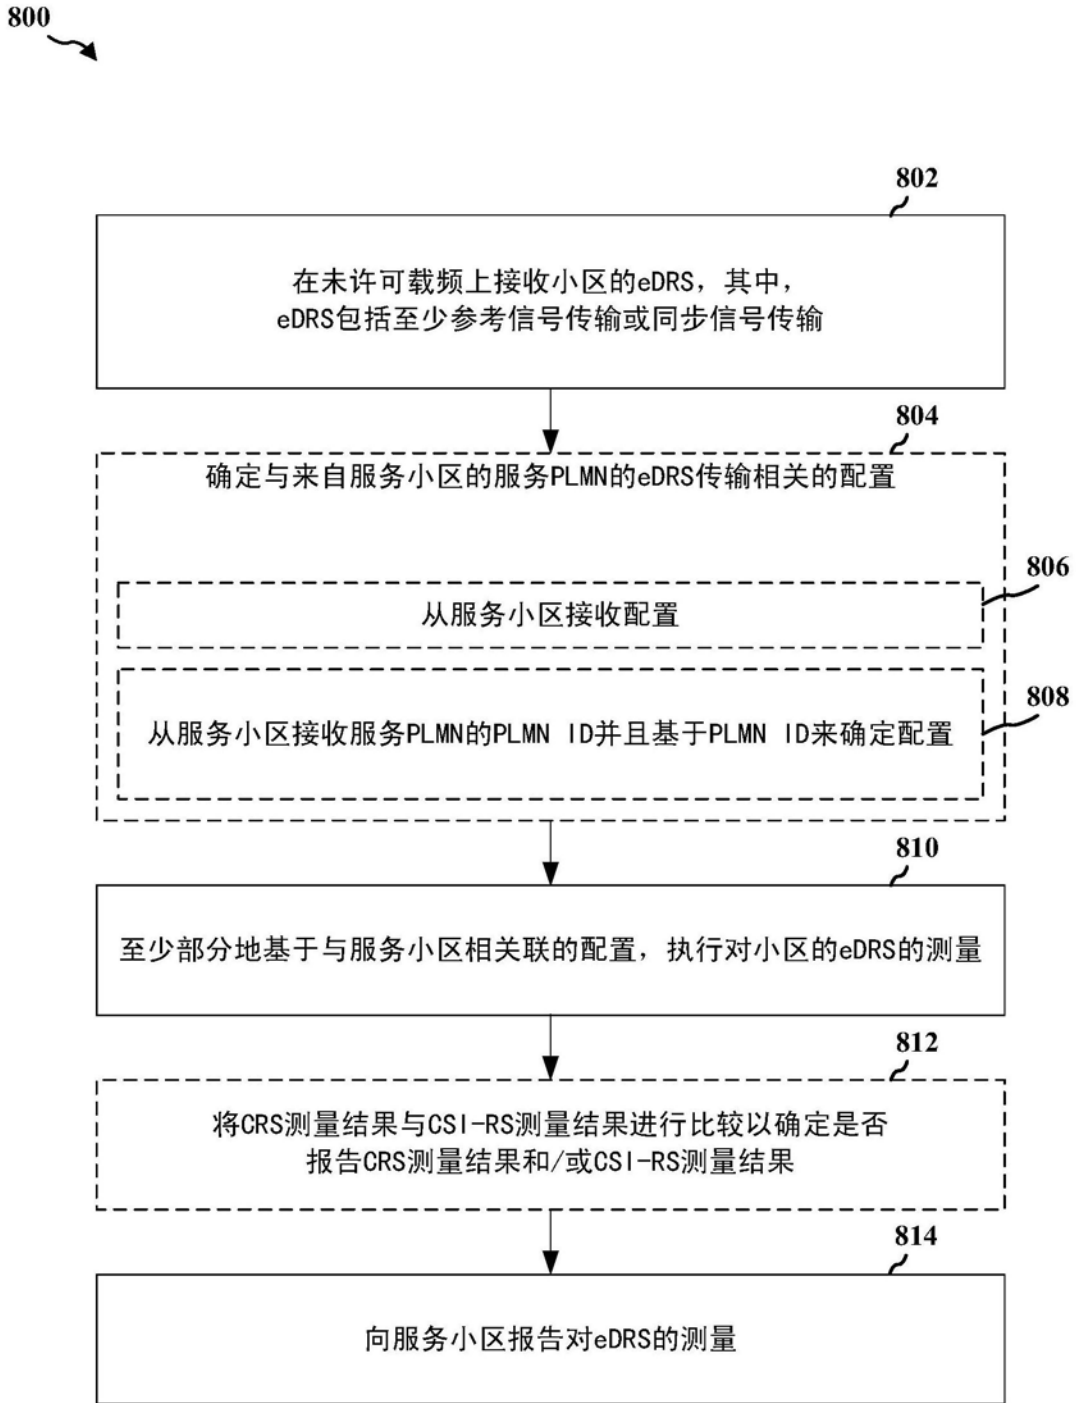 800
802
在未许可载频上接收小区的eDRS，其中，
eDRS包括至少参考信号传输或同步信号传输
804
确定与来自服务小区的服务PLMN的eDRS传输相关的配置
806
从服务小区接收配置
808
从服务小区接收服务PLMN的PLMN ID并且基于PLMN ID来确定配置
810
至少部分地基于与服务小区相关联的配置，执行对小区的eDRS的测量
812
将CRS测量结果与CSI-RS测量结果进行比较以确定是否
报告CRS测量结果和/或CSI-RS测量结果
814
向服务小区报告对eDRS的测量